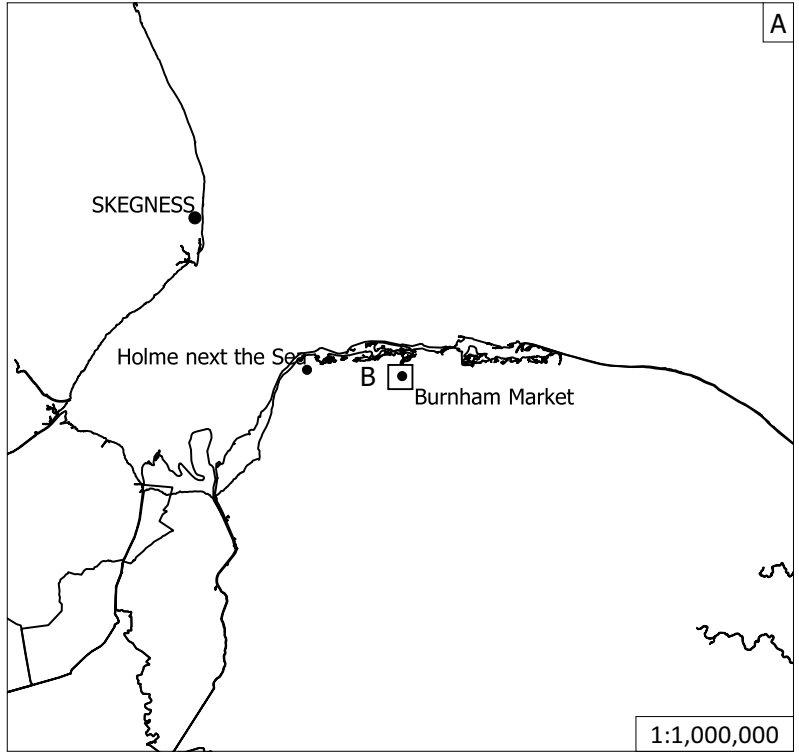 A
SKEGNESS
Holme next the Sea
B
Burnham Market
1:1,000,000